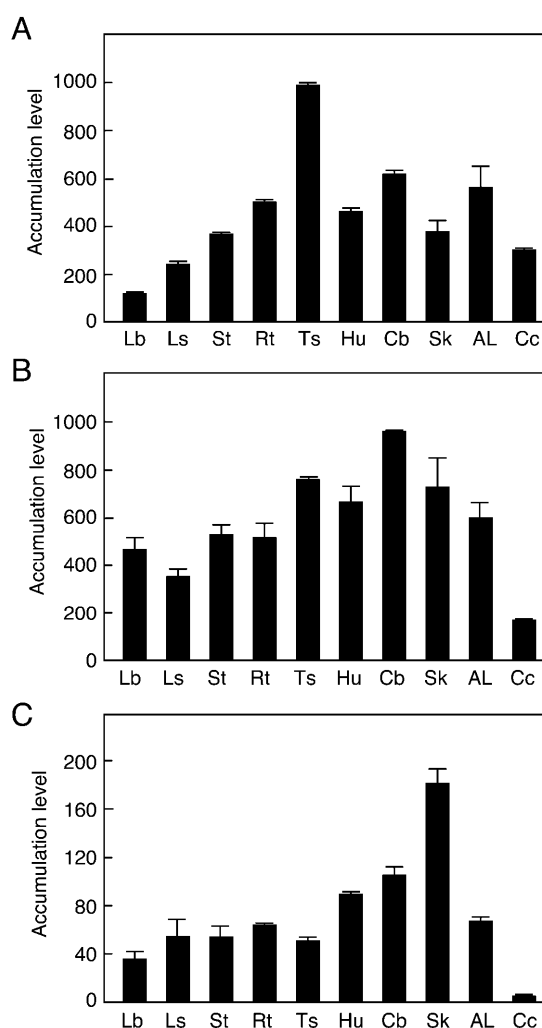 A
Accumulation level
1000
800
600
400
200
0
Lb Ls St Rt Ts Hu Cb Sk AL Cc
B
Accumulation level
1000
800
600
400
200
0
Lb Ls St Rt Ts Hu Cb Sk AL Cc
C
Accumulation level
200
160
120
80
40
0
Lb Ls St Rt Ts Hu Cb Sk AL Cc